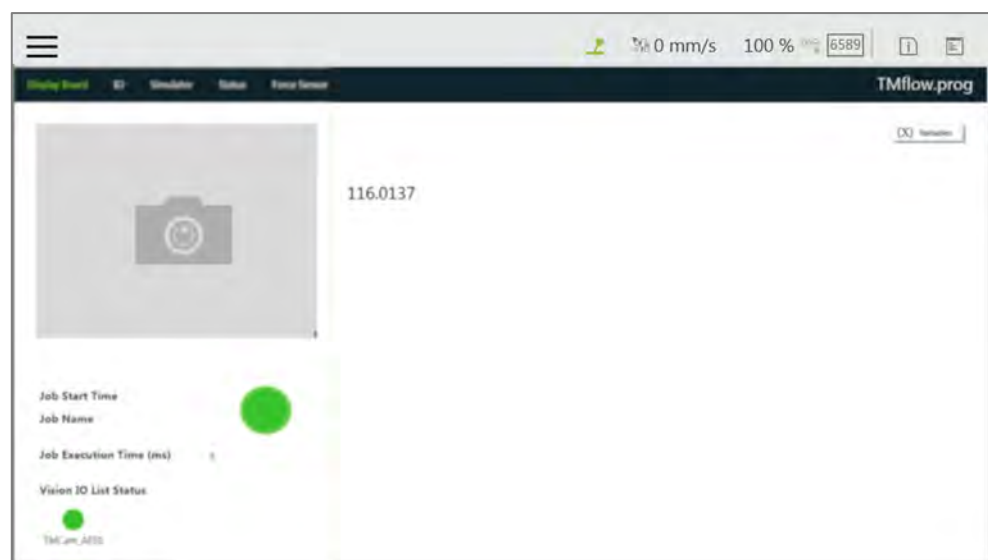 0 mm/s 100 % 6589
Display Board IO Simulator Status Force Sensor TMflow.prog
(X) Variables
116.0137
Job Start Time
Job Name
Job Execution Time (ms)
Vision IO List Status